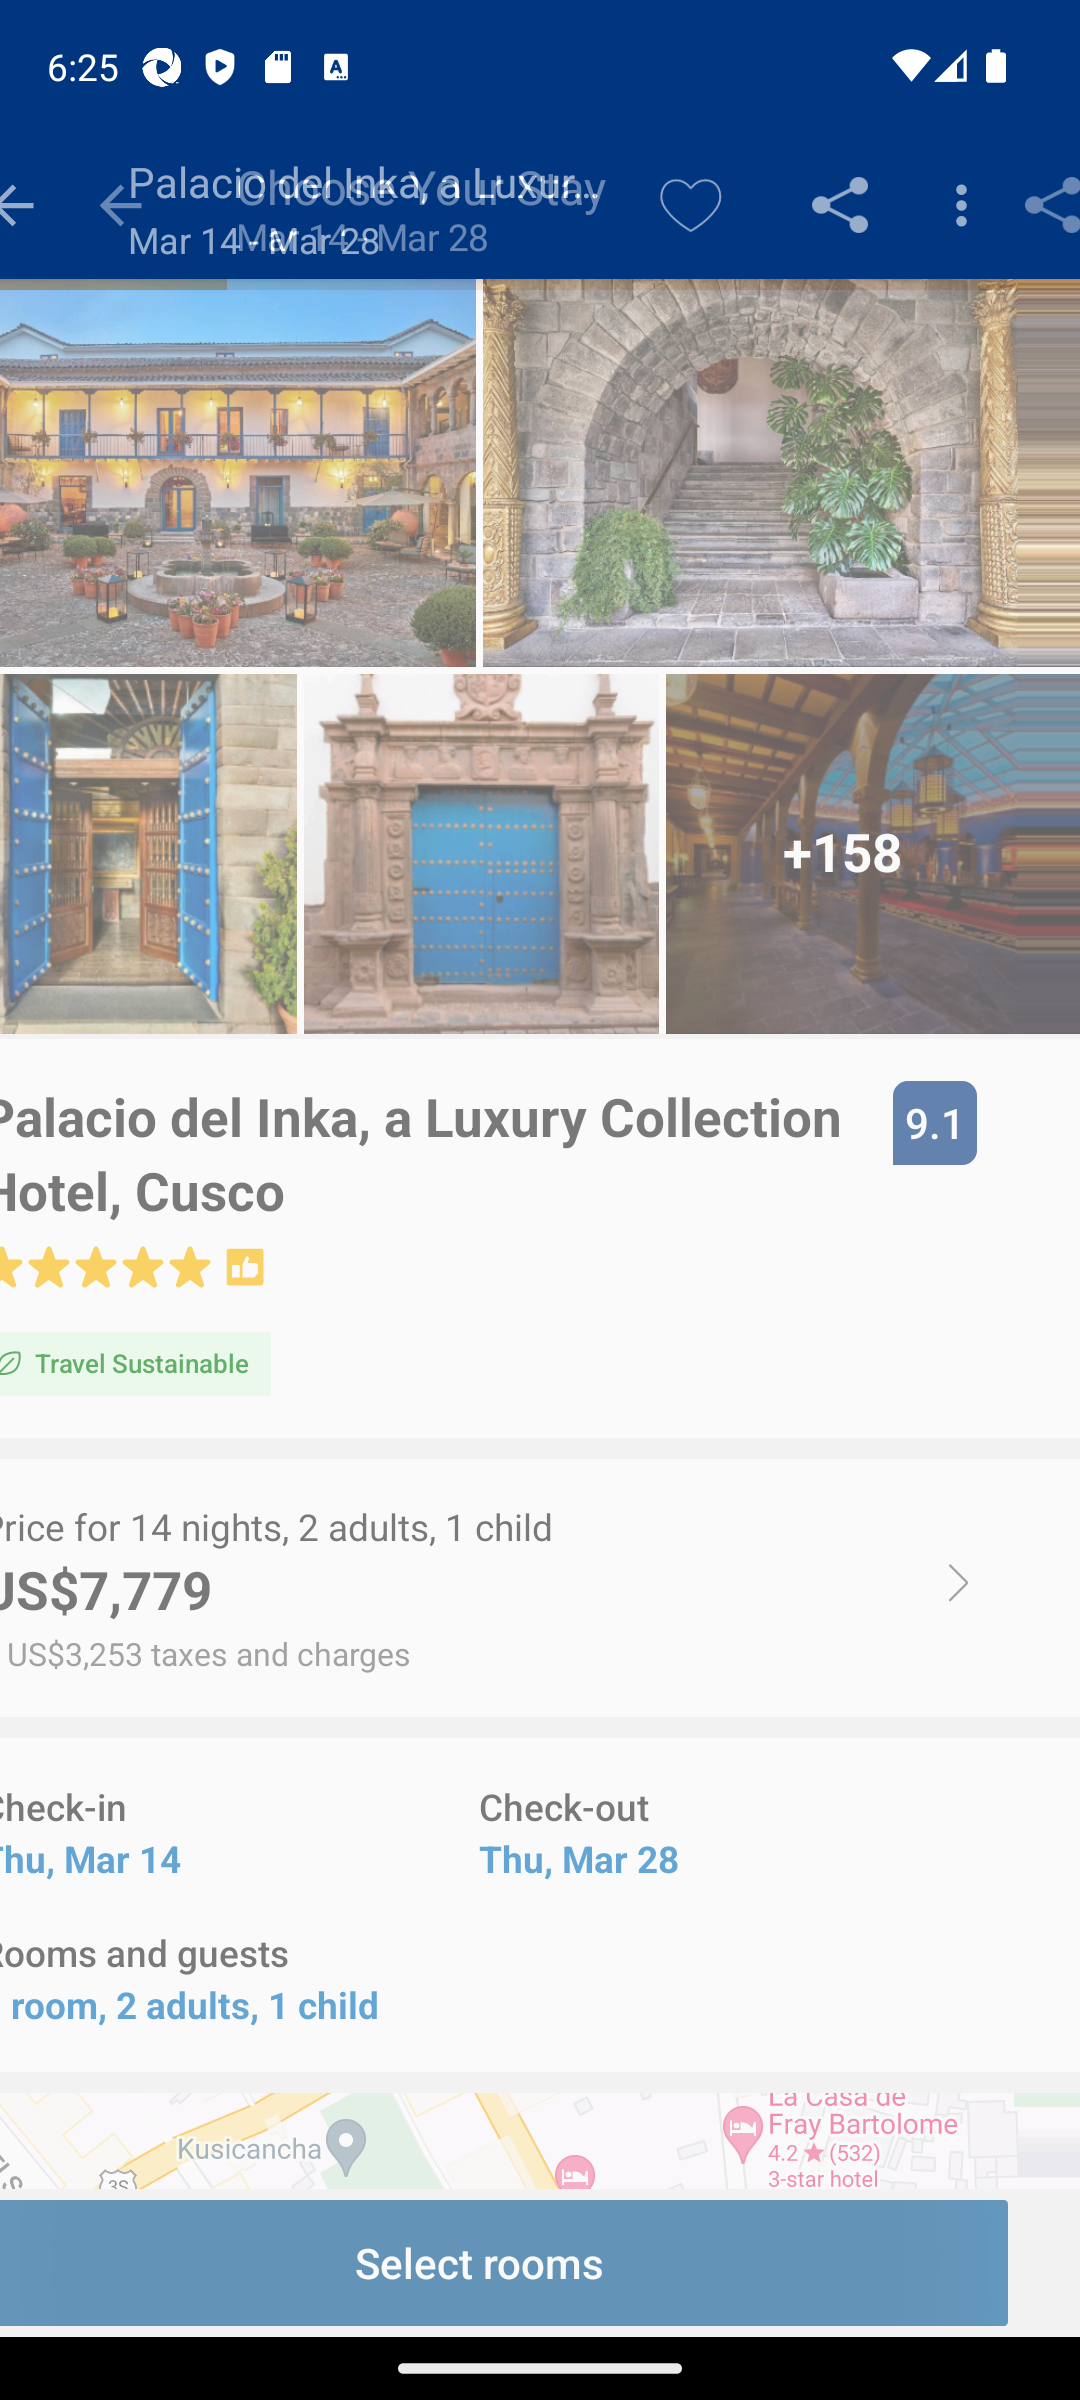 6:25
Palacio del Inka, a Luxur...
Choose Your Stay
Mar 14 - Mar 28
Mar 14 - Mar 28
+158
Palacio del Inka, a Luxury Collection
Hotel, Cusco
9.1
Travel Sustainable
Price for 14 nights, 2 adults, 1 child
US$7,779
US$3,253 taxes and charges
Check-in
Check-out
Thu, Mar 14
Thu, Mar 28
Rooms and guests
room, 2 adults, 1 child
La Casa de
Fray Bartolome
4.2 ★ (532)
3-star hotel
Kusicancha
3S
Select rooms